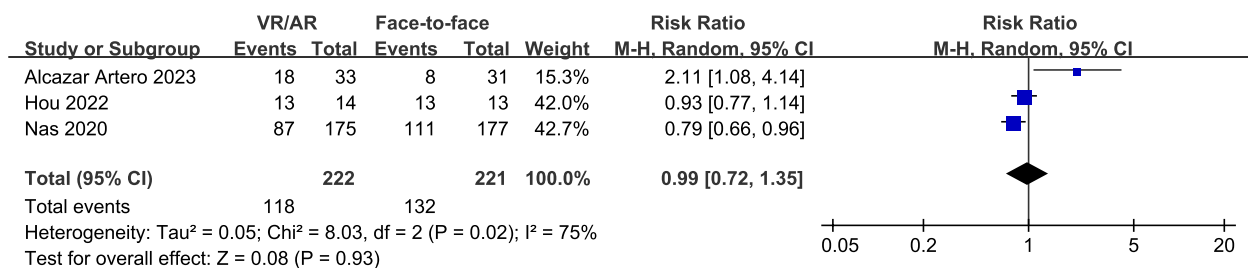 VR/AR Face-to-face Risk Ratio Risk Ratio
Study or Subgroup Events Total Events Total Weight M-H, Random, 95% CI M-H, Random, 95% CI
Alcazar Artero 2023 18 33 8 31 15.3% 2.11 [1.08, 4.14]
Hou 2022 13 14 13 13 42.0% 0.93 [0.77, 1.14]
Nas 2020 87 175 111 177 42.7% 0.79 [0.66, 0.96]
Total (95% CI) 222 221 100.0% 0.99 [0.72, 1.35]
Total events 118 132
Heterogeneity: Tau² = 0.05; Chi² = 8.03, df = 2 (P = 0.02); I² = 75%
Test for overall effect: Z = 0.08 (P = 0.93)
0.05 0.2 1 5 20